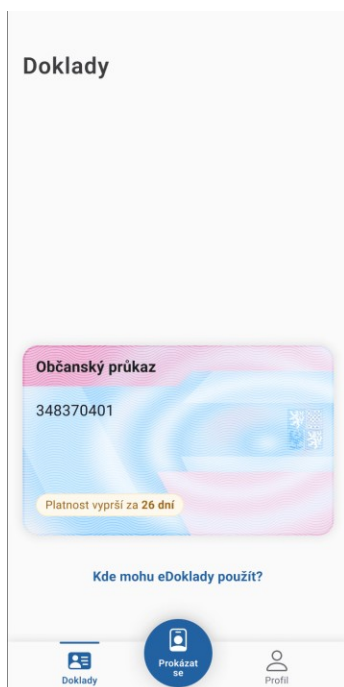 Doklady
Občanský průkaz
348370401
Platnost vyprší za 26 dní
Kde mohu eDoklady použít?
Prokázat
se
Doklady
Profil